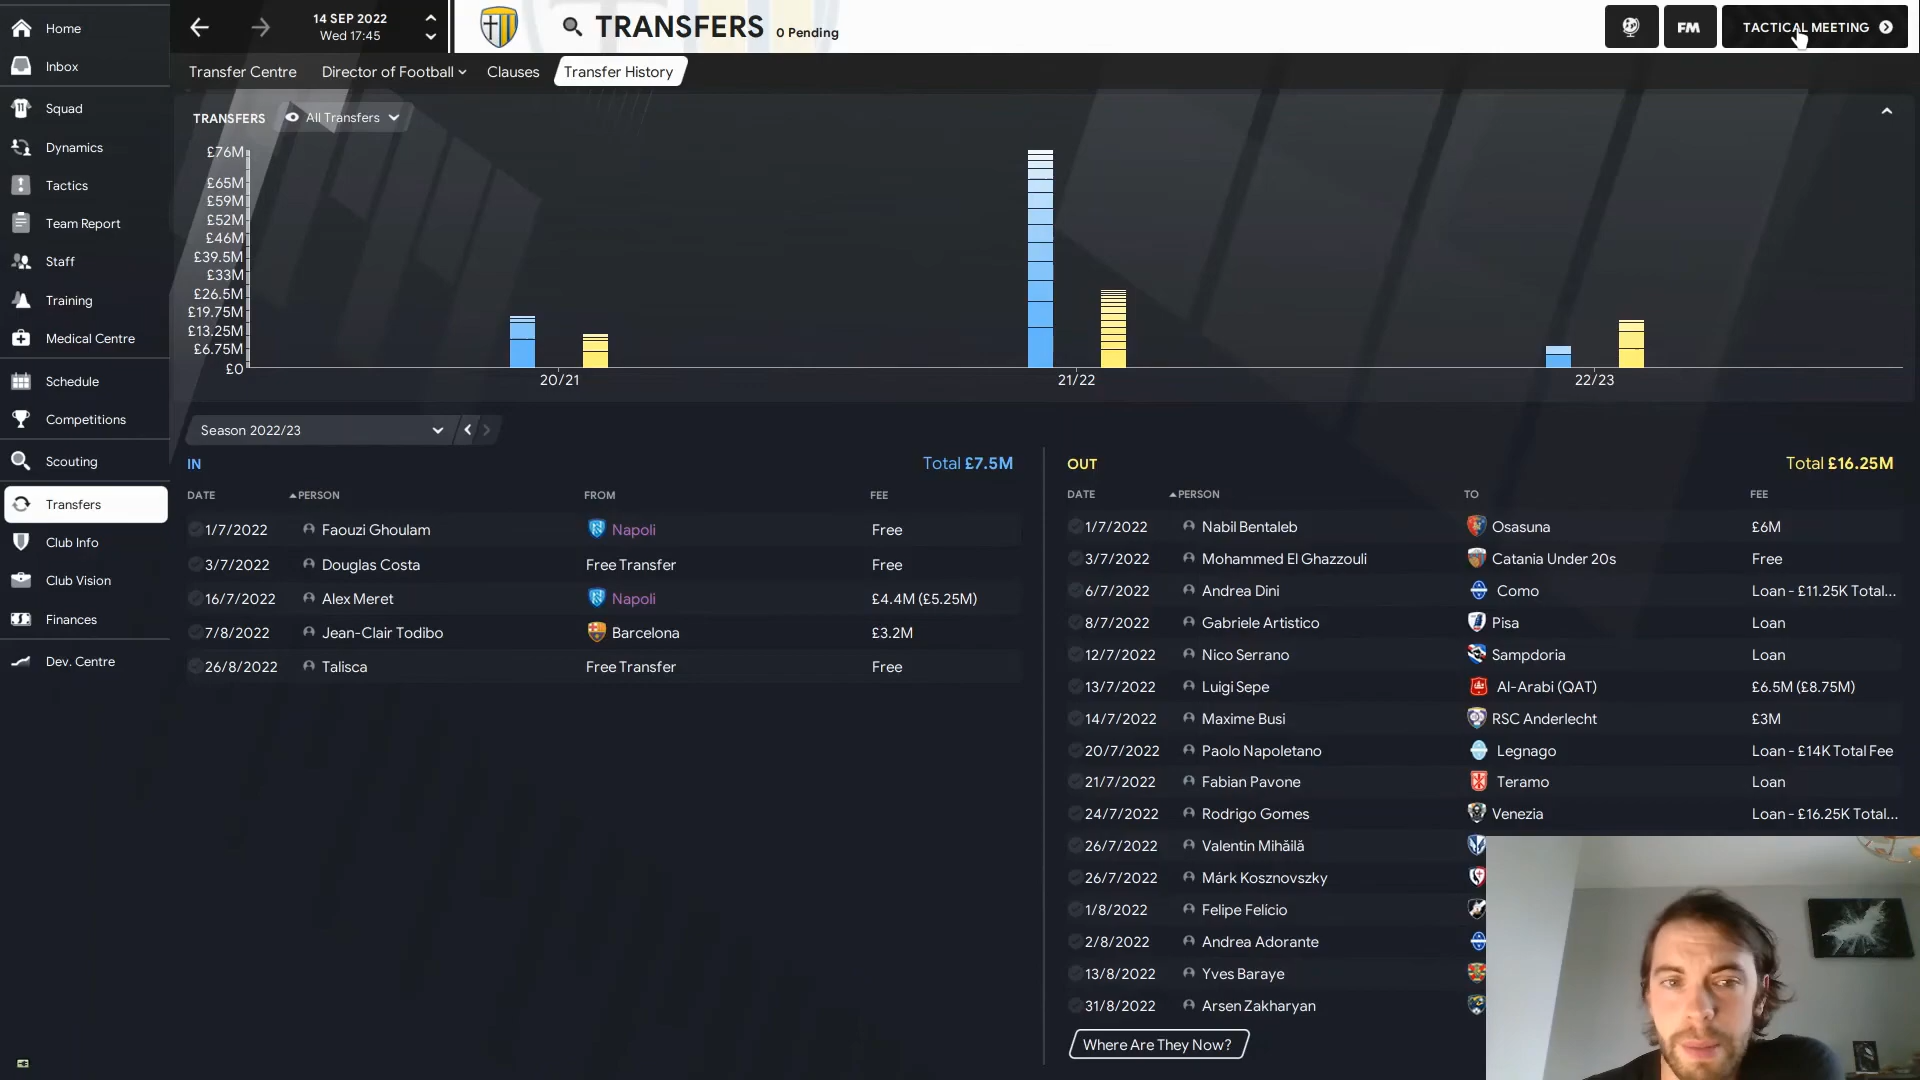 Home
Inbox
Squad
Dynamics
Tactics
Team Report
Staff
Training
Medical Centre
Schedule
Competitions
Scouting
Transfers
Club Info
Club Vision
Finances
Dev. Centre
14 SEP 2022
Wed 17:45
TRANSFERS 0 Pending
FM
TACTICAL MEETING
Transfer Centre Director of Football Clauses Transfer History
TRANSFERS All Transfers
£76M
£65M
£59M
£52M
£46M
£39.5M
£33M
£26.5M
£19.75M
£13.25M
£6.75M
£0
20/21 21/22 22/23
Season 2022/23
IN Total £7.5M
DATE PERSON FROM FEE
1/7/2022 Faouzi Ghoulam Napoli Free
3/7/2022 Douglas Costa Free Transfer Free
16/7/2022 Alex Meret Napoli £4.4M (£5.25M)
7/8/2022 Jean-Clair Todibo Barcelona £3.2M
26/8/2022 Talisca Free Transfer Free
OUT Total £16.25M
DATE PERSON TO FEE
1/7/2022 Nabil Bentaleb Osasuna £6M
3/7/2022 Mohammed El Ghazzouli Catania Under 20s Free
6/7/2022 Andrea Dini Como Loan - £11.25K Total...
8/7/2022 Gabriele Artistico Pisa Loan
12/7/2022 Nico Serrano Sampdoria Loan
13/7/2022 Luigi Sepe Al-Arabi (QAT) £6.5M (£8.75M)
14/7/2022 Maxime Busi RSC Anderlecht £3M
20/7/2022 Paolo Napoletano Legnago Loan - £14K Total Fee
21/7/2022 Fabian Pavone Teramo Loan
24/7/2022 Rodrigo Gomes Venezia Loan - £16.25K Total...
26/7/2022 Valentin Mihăilă
26/7/2022 Márk Kosznovszky
1/8/2022 Felipe Felício
2/8/2022 Andrea Adorante
13/8/2022 Yves Baraye
31/8/2022 Arsen Zakharyan
Where Are They Now?